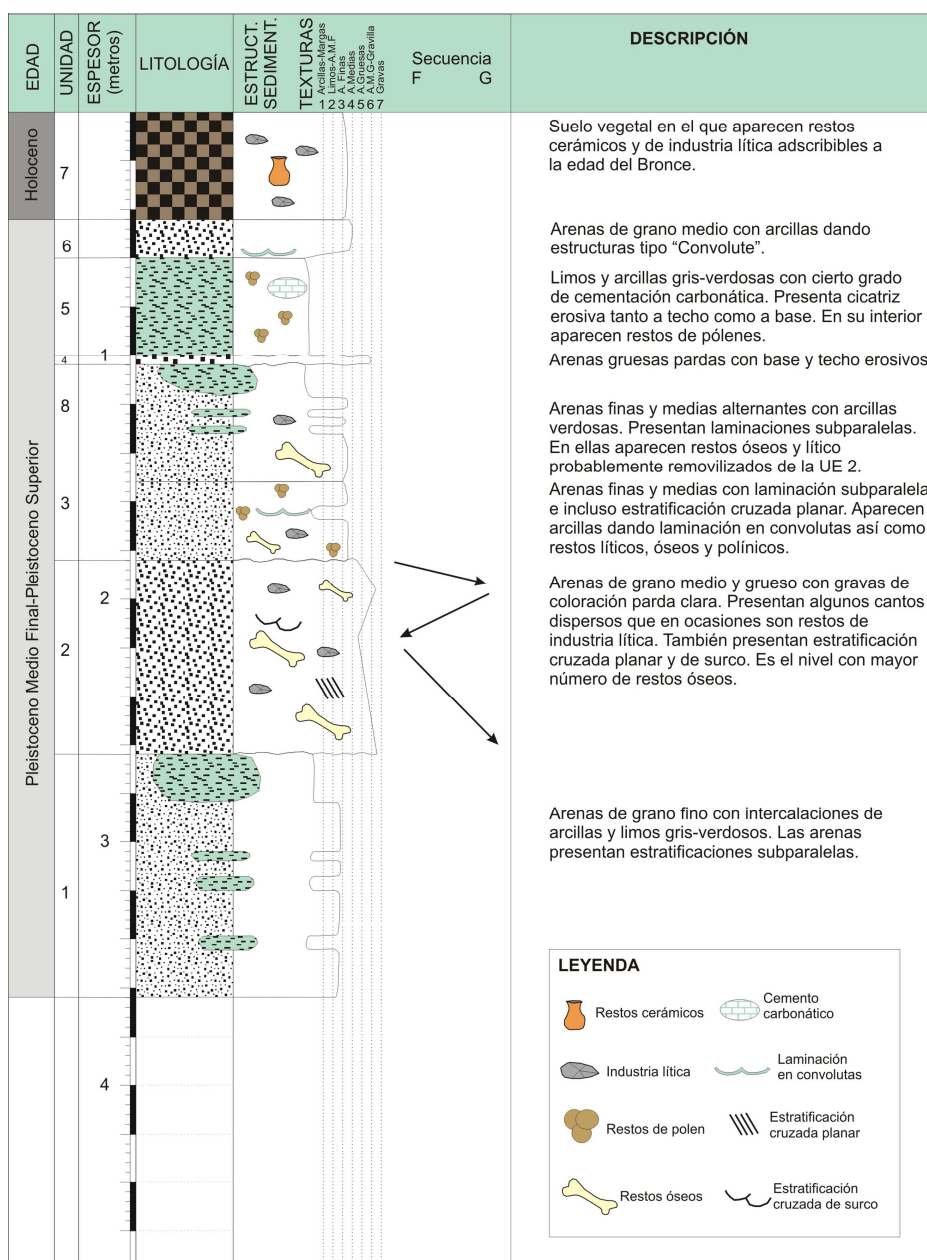 EDAD
UNIDAD
ESPESOR
(metros)
LITOLOGÍA
ESTRUCT.
SEDIMENT.
TEXTURAS
Arcillas-Margas
Limos-A.M.F
A. Finas
A.Medias
A.Gruesas
A.M.G-Gravilla
Gravas
1 2 3 4 5 6 7
Secuencia
F G
DESCRIPCIÓN
Holoceno
7
Suelo vegetal en el que aparecen restos
cerámicos y de industria lítica adscribibles a
la edad del Bronce.
Pleistoceno Medio Final-Pleistoceno Superior
6
Arenas de grano medio con arcillas dando
estructuras tipo “Convolute”.
5
Limos y arcillas gris-verdosas con cierto grado
de cementación carbonática. Presenta cicatriz
erosiva tanto a techo como a base. En su interior
aparecen restos de pólenes.
1
4
Arenas gruesas pardas con base y techo erosivos
8
Arenas finas y medias alternantes con arcillas
verdosas. Presentan laminaciones subparalelas.
En ellas aparecen restos óseos y lítico
probablemente removilizados de la UE 2.
3
Arenas finas y medias con laminación subparalela
e incluso estratificación cruzada planar. Aparecen
arcillas dando laminación en convolutas así como
restos líticos, óseos y polínicos.
2
2
Arenas de grano medio y grueso con gravas de
coloración parda clara. Presentan algunos cantos
dispersos que en ocasiones son restos de
industria lítica. También presentan estratificación
cruzada planar y de surco. Es el nivel con mayor
número de restos óseos.
3
1
Arenas de grano fino con intercalaciones de
arcillas y limos gris-verdosos. Las arenas
presentan estratificaciones subparalelas.
4
LEYENDA
Restos cerámicos
Cemento
carbonático
Industria lítica
Laminación
en convolutas
Restos de polen
Estratificación
cruzada planar
Restos óseos
Estratificación
cruzada de surco